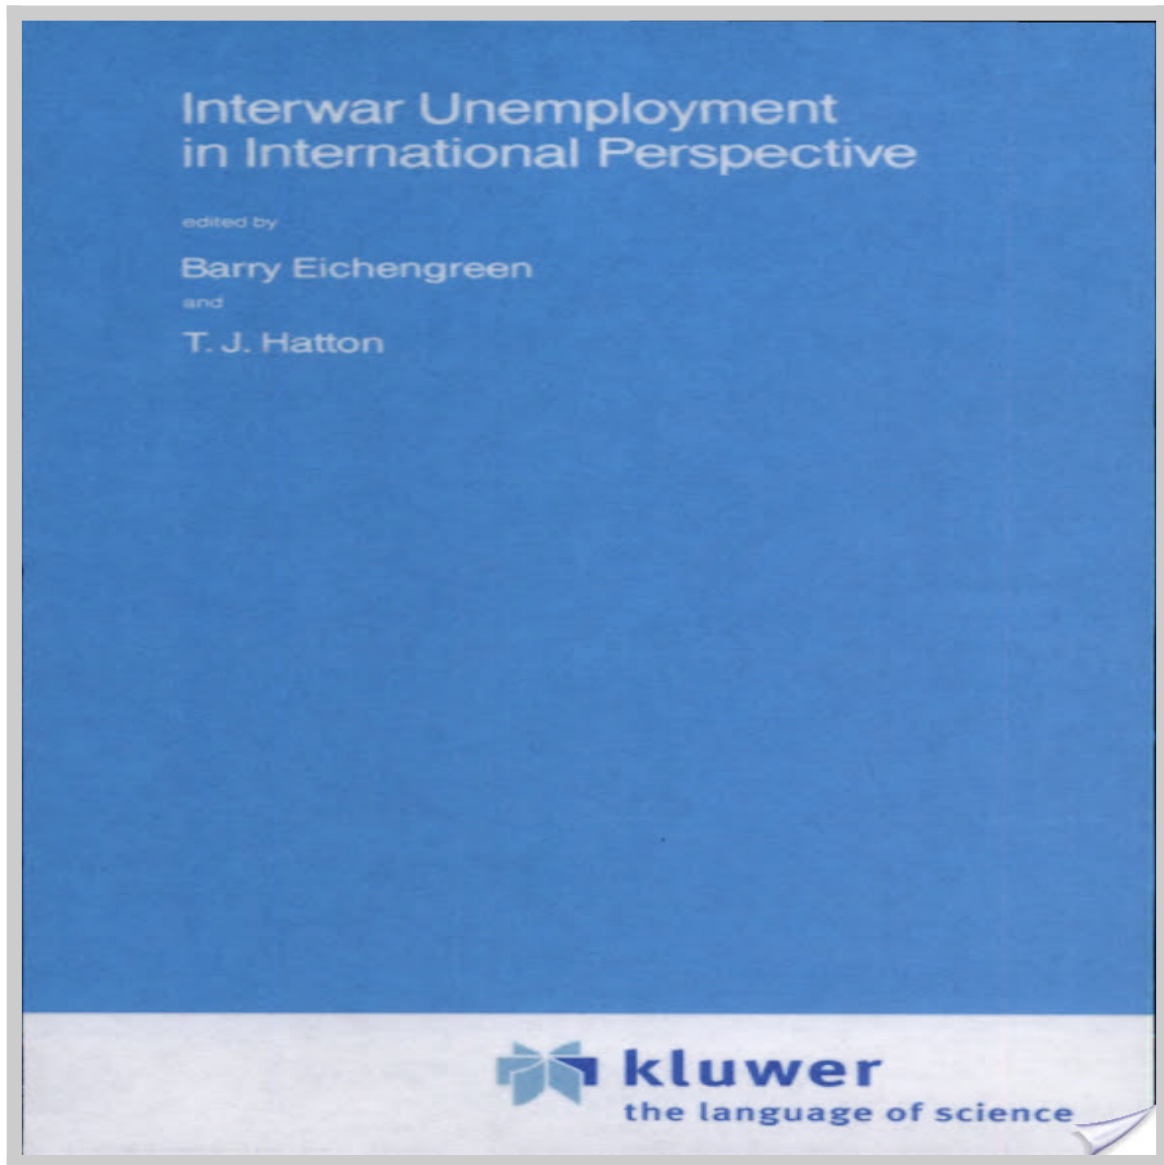 Interwar Unemployment
in International Perspective
edited by
Barry Eichengreen
and
T. J. Hatton
kluwer
the language of science